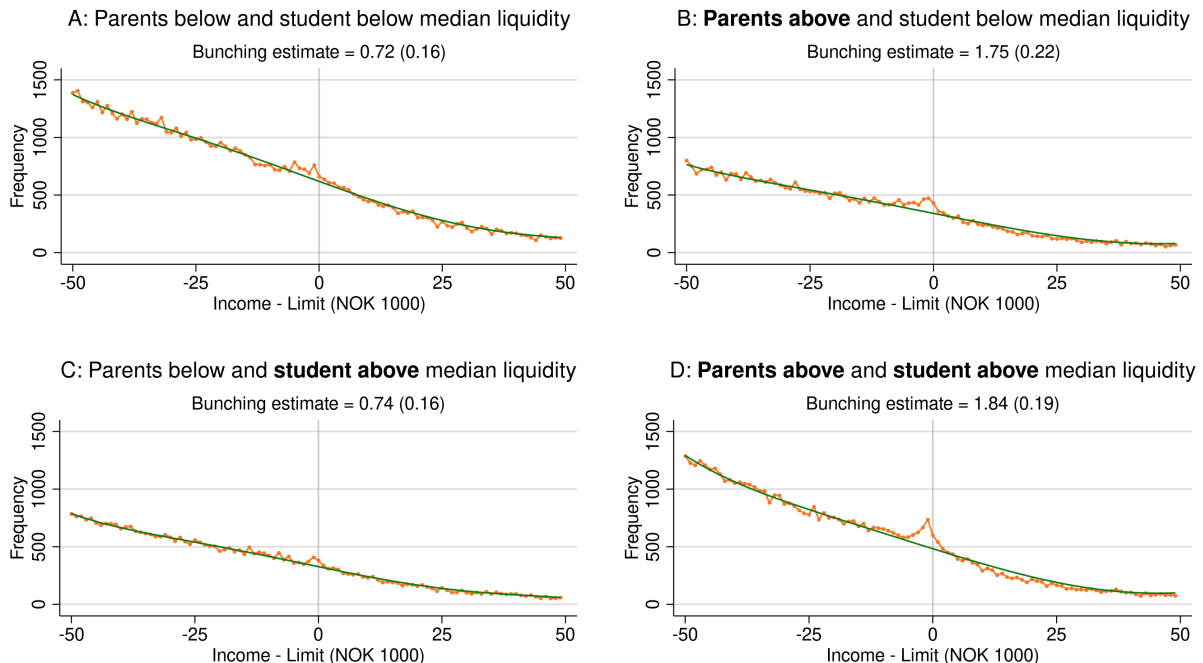 A: Parents below and student below median liquidity
Bunching estimate = 0.72 (0.16)
Frequency
1500
1000
500
0
-50 -25 0 25 50
Income - Limit (NOK 1000)
B: Parents above and student below median liquidity
Bunching estimate = 1.75 (0.22)
Frequency
1500
1000
500
0
-50 -25 0 25 50
Income - Limit (NOK 1000)
C: Parents below and student above median liquidity
Bunching estimate = 0.74 (0.16)
Frequency
1500
1000
500
0
-50 -25 0 25 50
Income - Limit (NOK 1000)
D: Parents above and student above median liquidity
Bunching estimate = 1.84 (0.19)
Frequency
1500
1000
500
0
-50 -25 0 25 50
Income - Limit (NOK 1000)